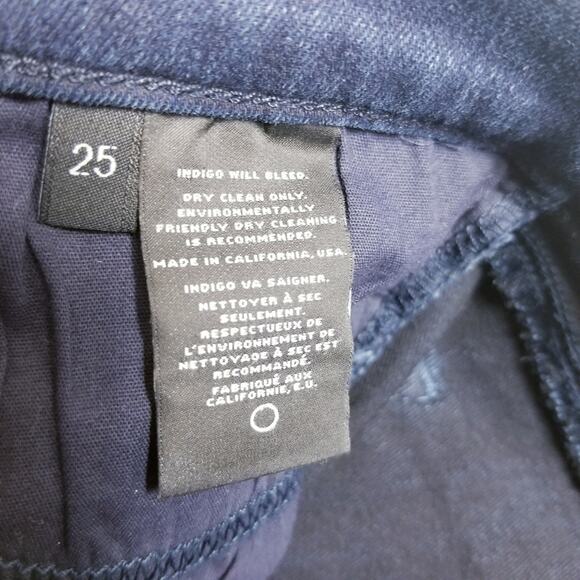 25
INDIGO WILL BLEED.
DRY CLEAN ONLY.
ENVIRONMENTALLY
FRIENDLY DRY CLEANING
IS RECOMMENDED.
MADE IN CALIFORNIA, USA.
INDIGO VA SAIGNER.
NETTOYER À SEC
SEULEMENT.
RESPECTUEUX DE
L'ENVIRONNEMENT DE
NETTOYAGE À SEC EST
RECOMMANDÉ.
FABRIQUÉ AUX
CALIFORNIE, E.U.